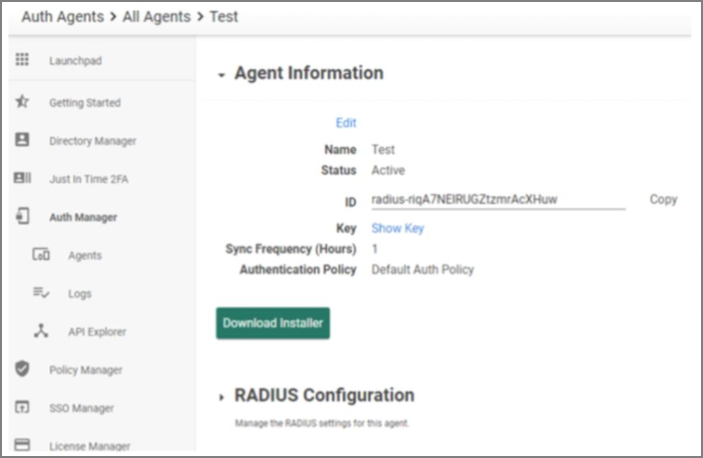 Auth Agents > All Agents > Test
Launchpad
Getting Started
Directory Manager
Just In Time 2FA
Auth Manager
Agents
Logs
API Explorer
Policy Manager
SSO Manager
License Manager
Agent Information
Edit
Name Test
Status Active
ID radius-riqA7NEIRUGZtzmrAcXHuw Copy
Key Show Key
Sync Frequency (Hours) 1
Authentication Policy Default Auth Policy
Download Installer
RADIUS Configuration
Manage the RADIUS settings for this agent.